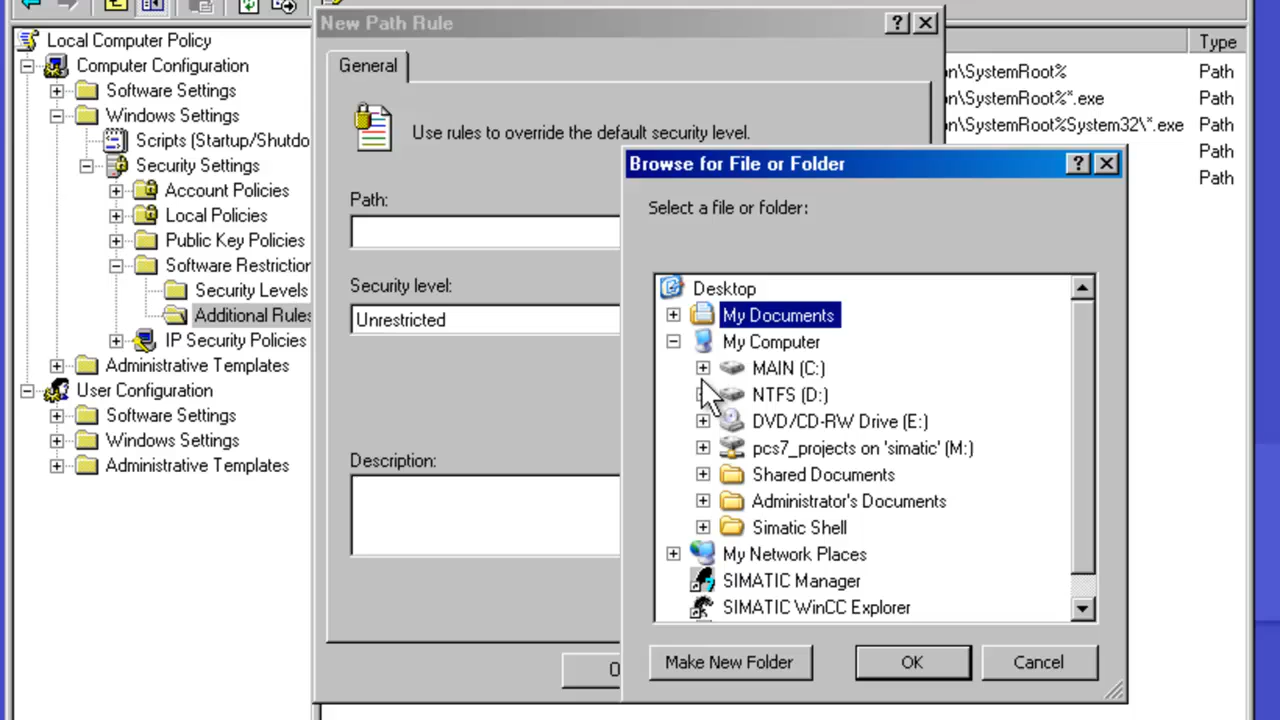 New Path Rule
General
Use rules to override the default security level.
Path:
Security level:
Unrestricted
Description:
Local Computer Policy
Computer Configuration
Software Settings
Windows Settings
Scripts (Startup/Shutdo
Security Settings
Account Policies
Local Policies
Public Key Policies
Software Restriction
Security Levels
Additional Rules
IP Security Policies
Administrative Templates
User Configuration
Software Settings
Windows Settings
Administrative Templates
Type
on\SystemRoot% Path
on\SystemRoot%*.exe Path
on\SystemRoot%System32\*.exe Path
Path
Path
Browse for File or Folder
Select a file or folder:
Desktop
My Documents
My Computer
MAIN (C:)
NTFS (D:)
DVD/CD-RW Drive (E:)
pcs7_projects on 'simatic' (M:)
Shared Documents
Administrator's Documents
Simatic Shell
My Network Places
SIMATIC Manager
SIMATIC WinCC Explorer
Make New Folder
OK
Cancel